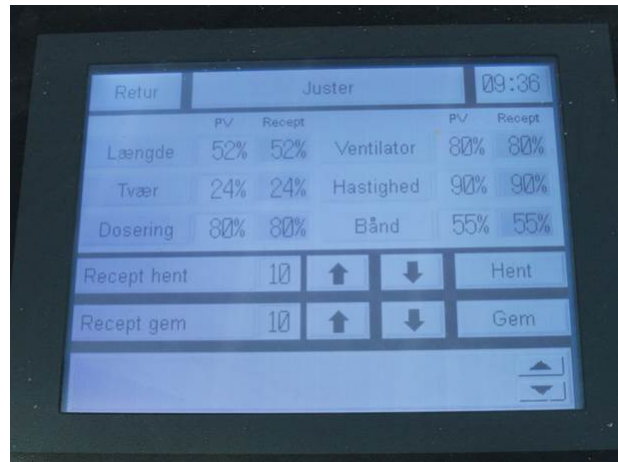 Retur Juster 09:36
PV Recept PV Recept
Længde 52% 52% Ventilator 80% 80%
Tvær 24% 24% Hastighed 90% 90%
Dosering 80% 80% Bånd 55% 55%
Recept hent 10 Hent
Recept gem 10 Gem